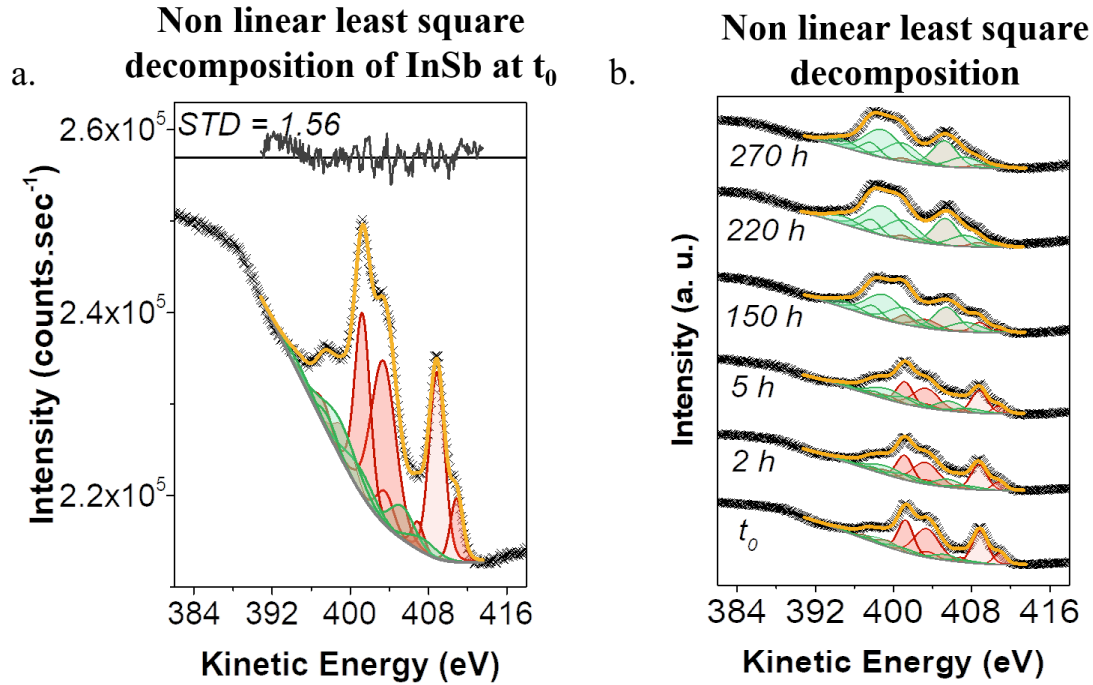 Non linear least square
decomposition of InSb at t0
a.
STD = 1.56
2.6x10^5
2.4x10^5
2.2x10^5
Intensity (counts.sec^-1)
384 392 400 408 416
Kinetic Energy (eV)
Non linear least square
decomposition
b.
270 h
220 h
150 h
5 h
2 h
t0
Intensity (a. u.)
384 392 400 408 416
Kinetic Energy (eV)